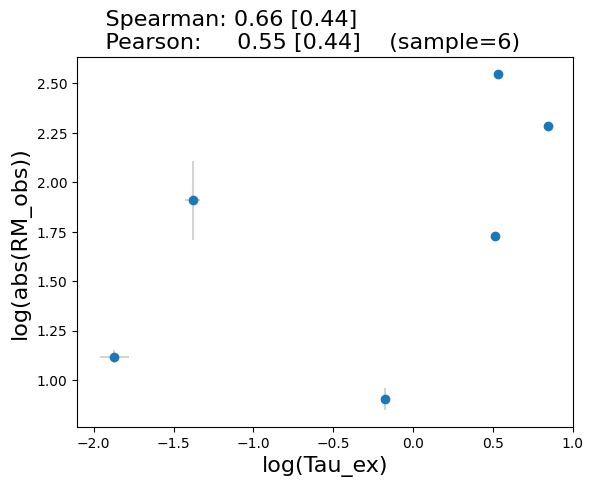 Spearman: 0.66 [0.44]
Pearson: 0.55 [0.44] (sample=6)
log(abs(RM_obs))
2.50
2.25
2.00
1.75
1.50
1.25
1.00
−2.0 −1.5 −1.0 −0.5 0.0 0.5 1.0
log(Tau_ex)